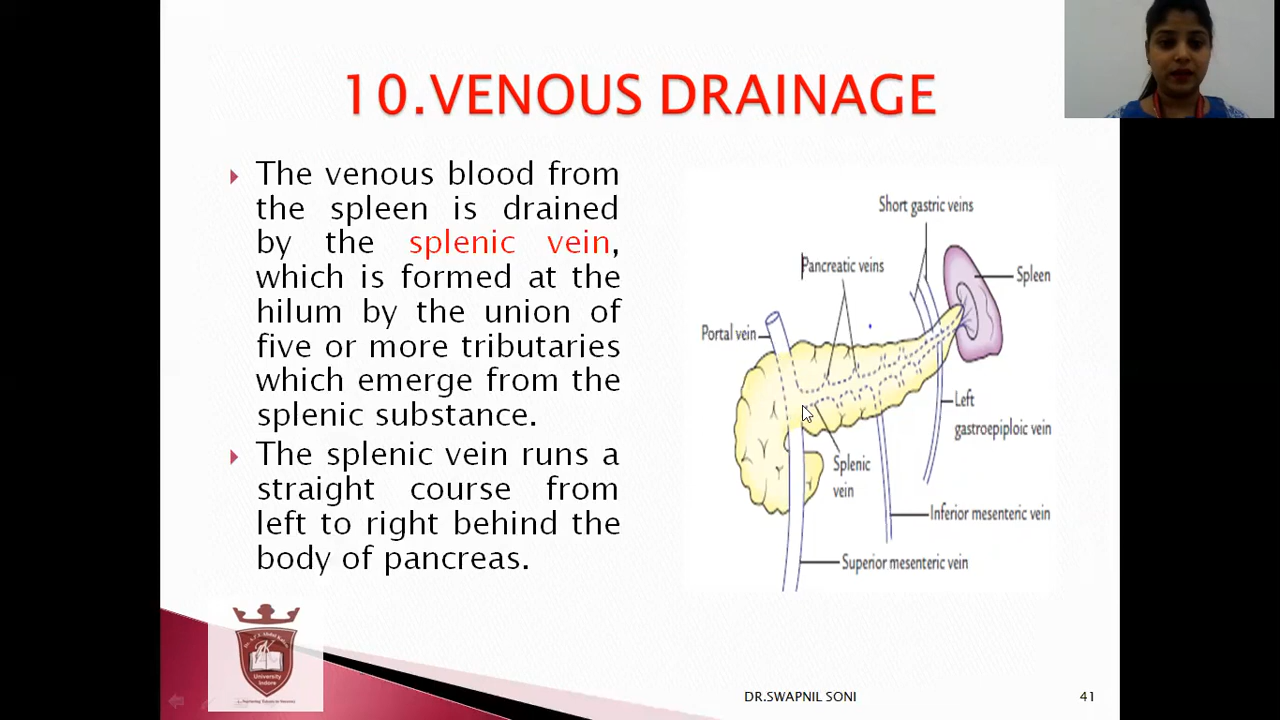 10.VENOUS DRAINAGE
The venous blood from
the spleen is drained
by the splenic vein,
which is formed at the
hilum by the union of
five or more tributaries
which emerge from the
splenic substance.
The splenic vein runs a
straight course from
left to right behind the
body of pancreas.
Short gastric veins
Pancreatic veins
Spleen
Portal vein
Left
gastroepiploic vein
Splenic
vein
Inferior mesenteric vein
Superior mesenteric vein
University
Indore
DR.SWAPNIL SONI
41